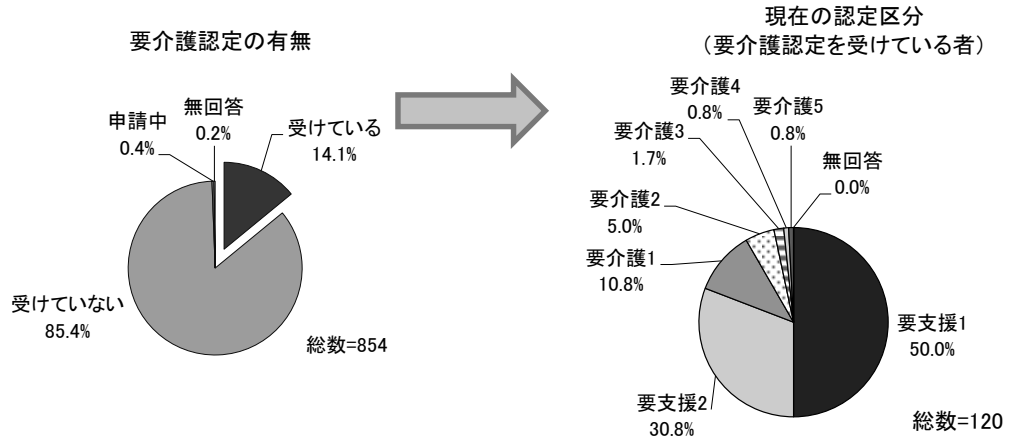 要介護認定の有無
無回答
0.2%
申請中
0.4%
受けている
14.1%
受けていない
85.4%
総数=854
現在の認定区分
(要介護認定を受けている者)
要介護4
0.8%
要介護5
0.8%
要介護3
1.7%
無回答
0.0%
要介護2
5.0%
要介護1
10.8%
要支援1
50.0%
要支援2
30.8%
総数=120